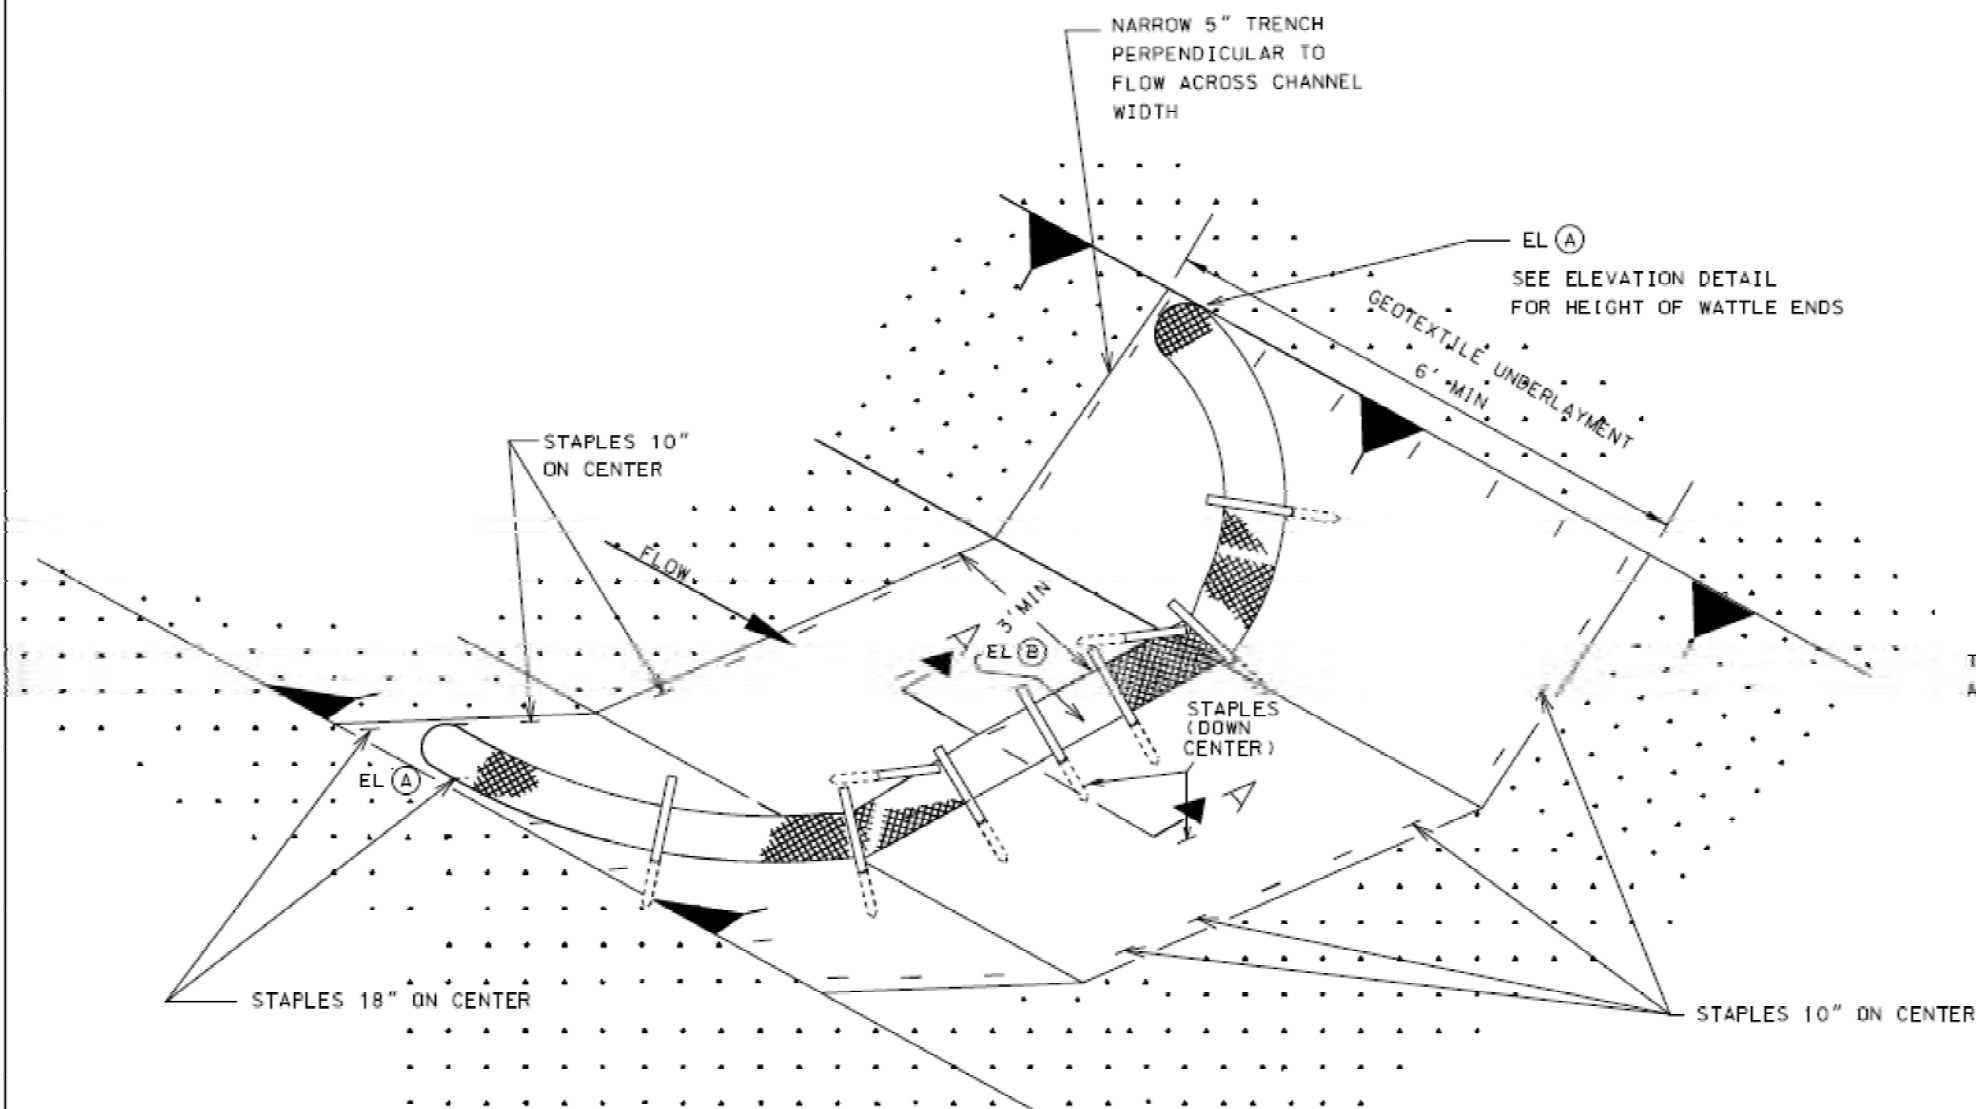 NARROW 5" TRENCH
PERPENDICULAR TO
FLOW ACROSS CHANNEL
WIDTH
EL A
SEE ELEVATION DETAIL
FOR HEIGHT OF WATTLE ENDS
GEOTEXTILE UNDERLAYMENT
6' MIN
STAPLES 10"
ON CENTER
FLOW
3' MIN
A
EL B
STAPLES
(DOWN
CENTER)
A
EL A
STAPLES 18" ON CENTER
STAPLES 10" ON CENTER